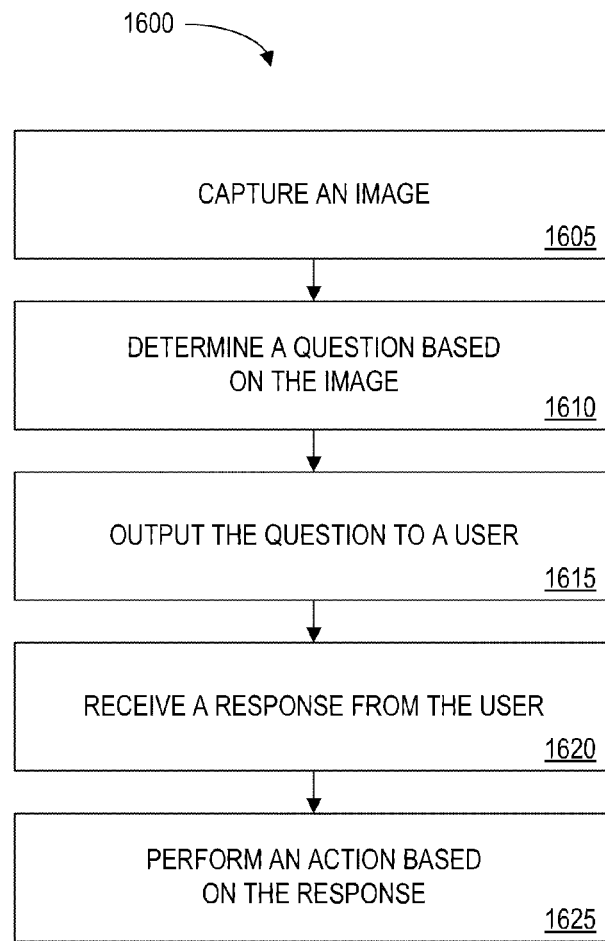 1600
CAPTURE AN IMAGE
1605
DETERMINE A QUESTION BASED
ON THE IMAGE
1610
OUTPUT THE QUESTION TO A USER
1615
RECEIVE A RESPONSE FROM THE USER
1620
PERFORM AN ACTION BASED
ON THE RESPONSE
1625